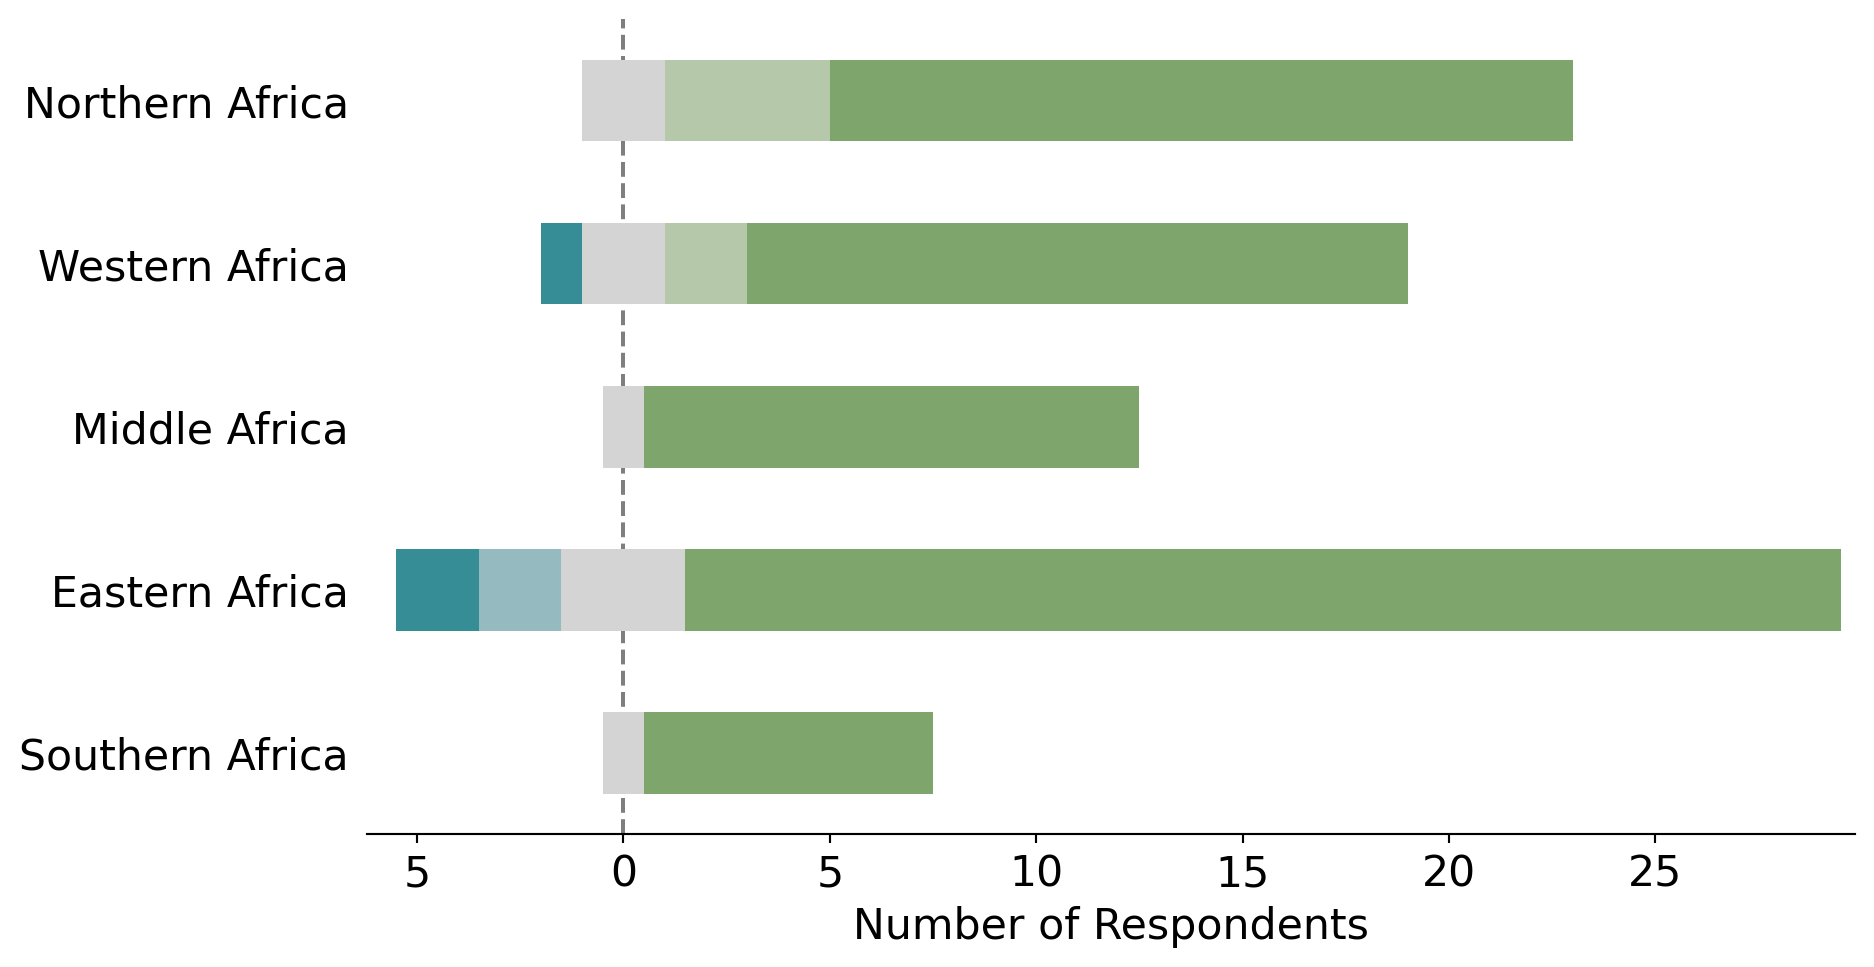 Northern Africa
Western Africa
Middle Africa
Eastern Africa
Southern Africa
5 0 5 10 15 20 25
Number of Respondents